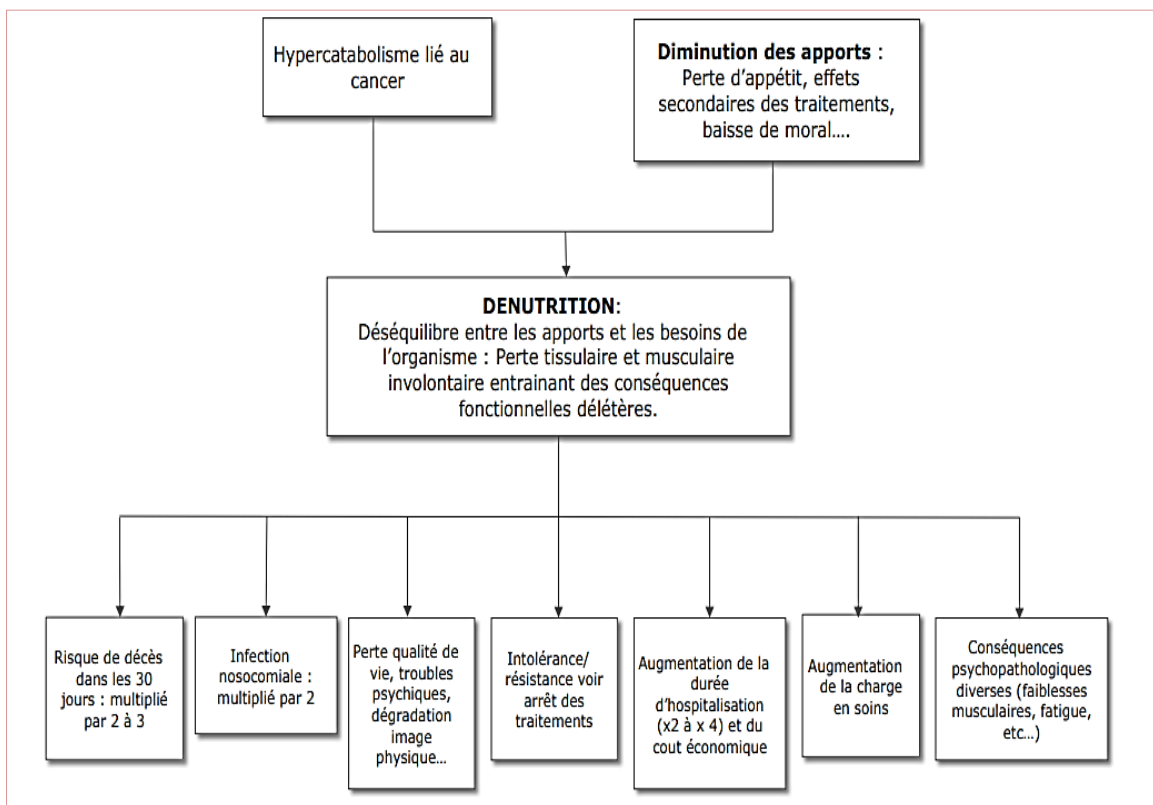 Hypercatabolisme lié au
cancer
Diminution des apports :
Perte d'appétit, effets
secondaires des traitements,
baisse de moral....
DENUTRITION:
Déséquilibre entre les apports et les besoins de
l'organisme : Perte tissulaire et musculaire
involontaire entrainant des conséquences
fonctionnelles délétères.
Risque de décès
dans les 30
jours : multiplié
par 2 à 3
Infection
nosocomiale :
multiplié par 2
Perte qualité de
vie, troubles
psychiques,
dégradation
image
physique...
Intolérance/
résistance voir
arrêt des
traitements
Augmentation de la
durée
d'hospitalisation
(x2 à x 4) et du
cout économique
Augmentation
de la charge
en soins
Conséquences
psychopathologiques
diverses (faiblesses
musculaires, fatigue,
etc...)